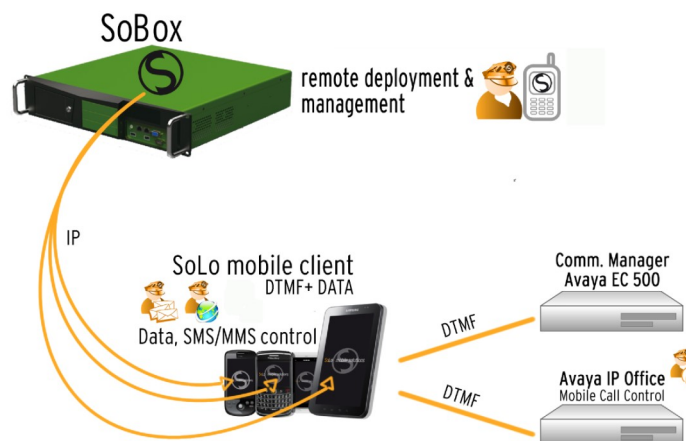 SoBox
remote deployment &
management
IP
SoLo mobile client
DTMF+ DATA
Data, SMS/MMS control
Comm. Manager
Avaya EC 500
DTMF
DTMF
Avaya IP Office
Mobile Call Control